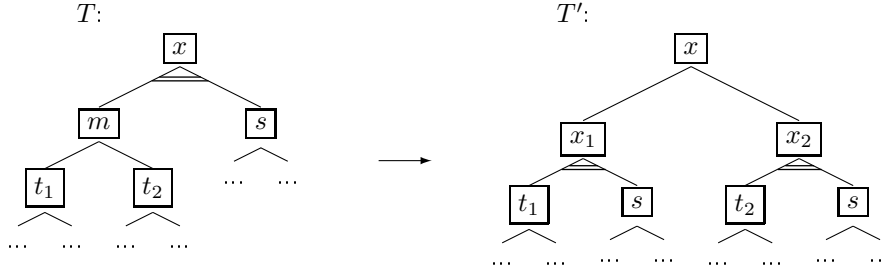 T: T′:
x x
m s x₁ x₂
t₁ t₂ ... ... t₁ s t₂ s
... ... ... ... ... ... ... ... ... ... ... ...